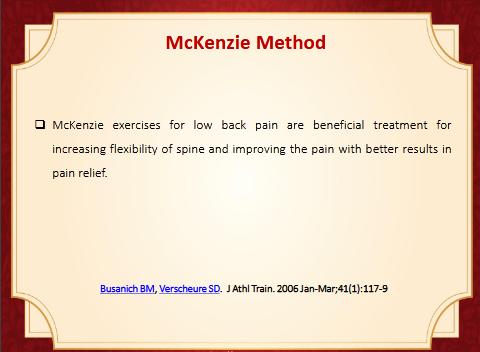 McKenzie Method
McKenzie exercises for low back pain are beneficial treatment for
increasing flexibility of spine and improving the pain with better results in
pain relief.
Busanich BM, Verscheure SD. J Athl Train. 2006 Jan-Mar;41(1):117-9